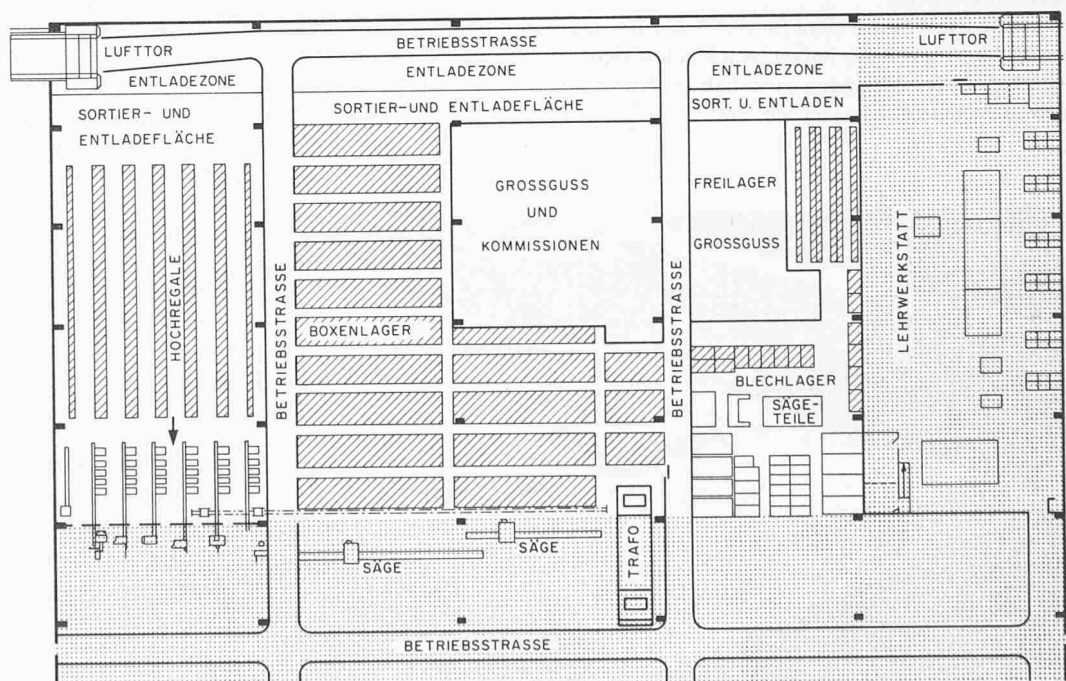 BETRIEBSSTRASSE
LUFTTOR
LUFTTOR
ENTLADEZONE
ENTLADEZONE
ENTLADEZONE
SORTIER- UND
ENTLADEFLÄCHE
SORTIER-UND ENTLADEFLÄCHE
SORT. U. ENTLADEN
GROSSGUSS
UND
KOMMISSIONEN
FREILAGER
GROSSGUSS
LEHRWERKSTATT
HOCHREGALE
BETRIEBSSTRASSE
BOXENLAGER
BETRIEBSSTRASSE
BLECHLAGER
SÄGE-
TEILE
SÄGE
SÄGE
TRAFO
BETRIEBSSTRASSE